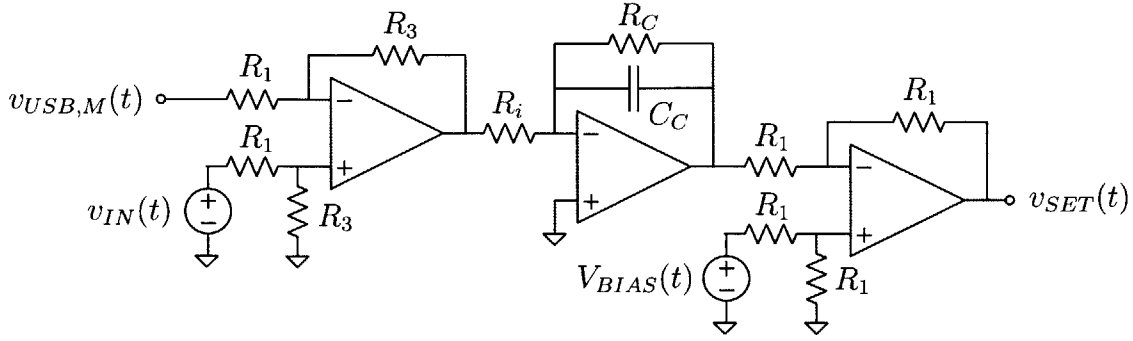 R_3
R_C
R_1
v_{USB,M}(t)
−
R_i
C_C
R_1
R_1
−
R_1
+
−
+
v_{IN}(t)
+
−
R_3
+
R_1
+
v_{SET}(t)
V_{BIAS}(t)
+
−
R_1